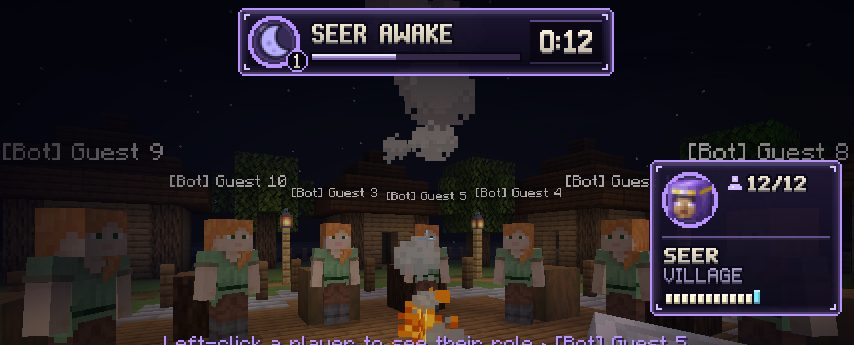 SEER AWAKE
0:12
1
[Bot] Guest 9
[Bot] Guest 8
[Bot] Guest 10
[Bot] Guest 3
[Bot] Guest 5
[Bot] Guest 4
[Bot]
12/12
SEER
VILLAGE
Left-click a player to see their role · [Bot] Guest 5